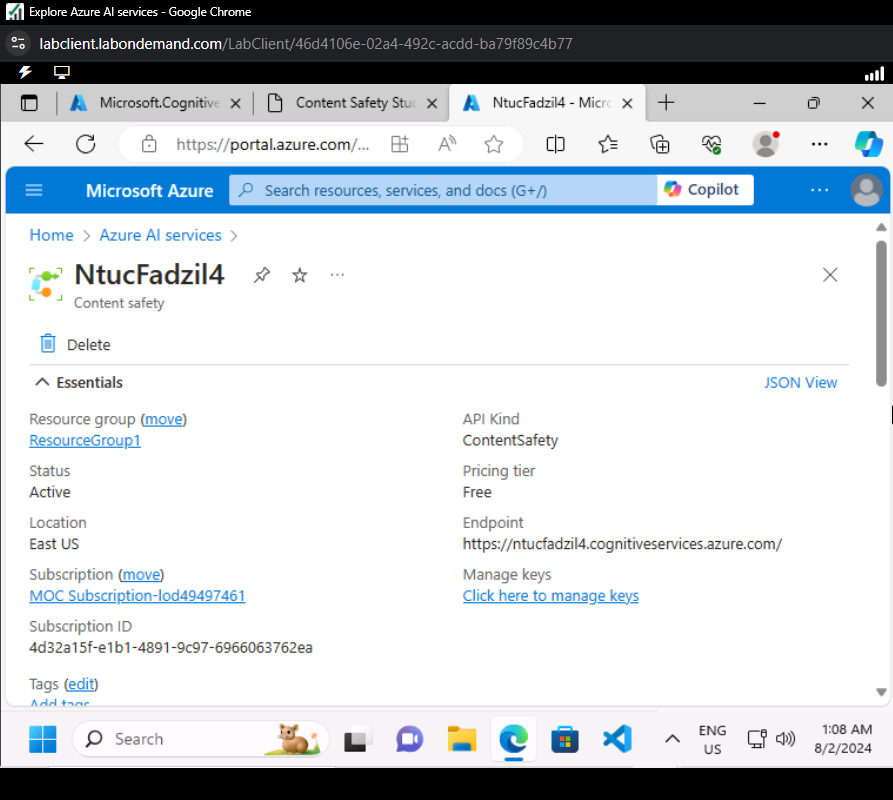 Explore Azure AI services - Google Chrome
labclient.labondemand.com/LabClient/46d4106e-02a4-492c-acdd-ba79f89c4b77
Microsoft.Cognitive
Content Safety Stu
NtucFadzil4 - Micro
https://portal.azure.com/...
Microsoft Azure
Search resources, services, and docs (G+/)
Copilot
Home > Azure AI services >
NtucFadzil4
Content safety
Delete
Essentials
JSON View
Resource group (move)
ResourceGroup1
Status
Active
Location
East US
Subscription (move)
MOC Subscription-lod49497461
Subscription ID
4d32a15f-e1b1-4891-9c97-6966063762ea
Tags (edit)
Add tags
API Kind
ContentSafety
Pricing tier
Free
Endpoint
https://ntucfadzil4.cognitiveservices.azure.com/
Manage keys
Click here to manage keys
Search
ENG
US
1:08 AM
8/2/2024